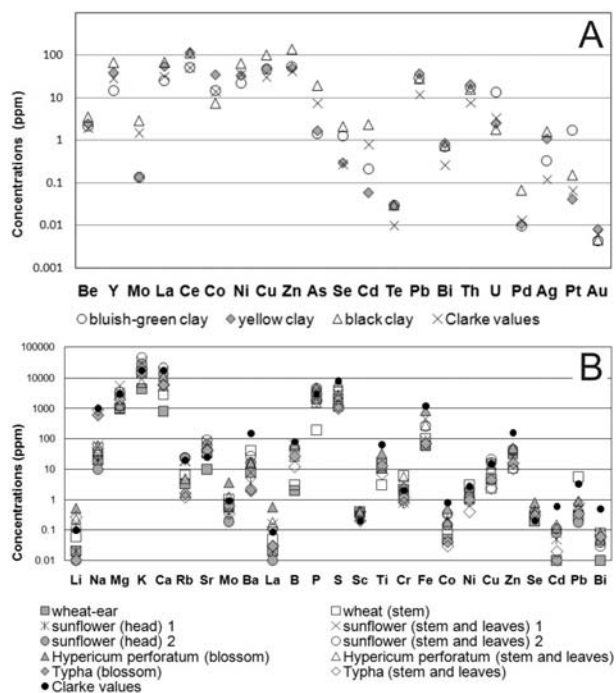 A
Concentrations (ppm)
100
10
1
0.1
0.01
0.001
Be Y Mo La Ce Co Ni Cu Zn As Se Cd Te Pb Bi Th U Pd Ag Pt Au
bluish-green clay yellow clay black clay Clarke values
B
Concentrations (ppm)
100000
10000
1000
100
10
1
0.1
0.01
Li Na Mg K Ca Rb Sr Mo Ba La B P S Sc Ti Cr Fe Co Ni Cu Zn Se Cd Pb Bi
wheat-ear wheat (stem)
sunflower (head) 1 sunflower (stem and leaves) 1
sunflower (head) 2 sunflower (stem and leaves) 2
Hypericum perforatum (blossom) Hypericum perforatum (stem and leaves)
Typha (blossom) Typha (stem and leaves)
Clarke values